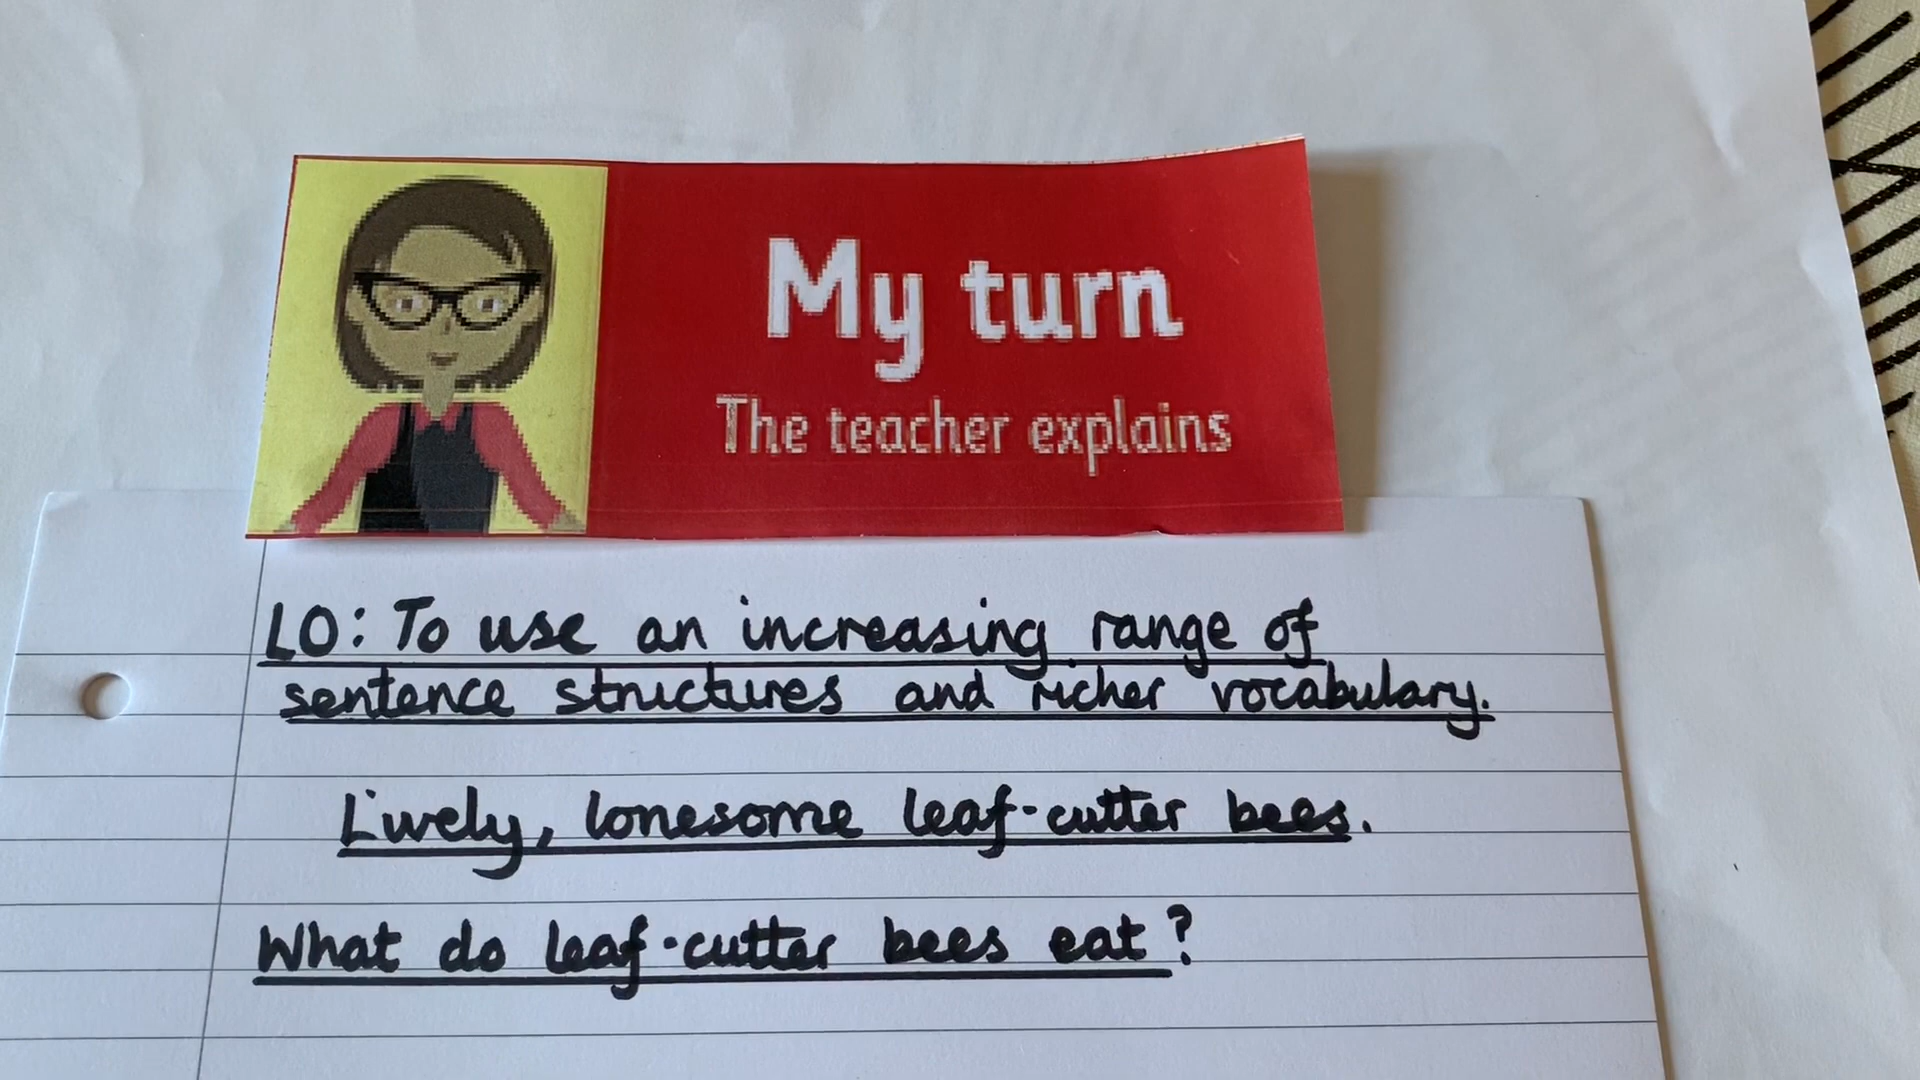 My turn
The teacher explains
LO: To use an increasing range of
sentence structures and richer vocabulary.
Lively, lonesome leaf-cutter bees.
What do leaf-cutter bees eat?